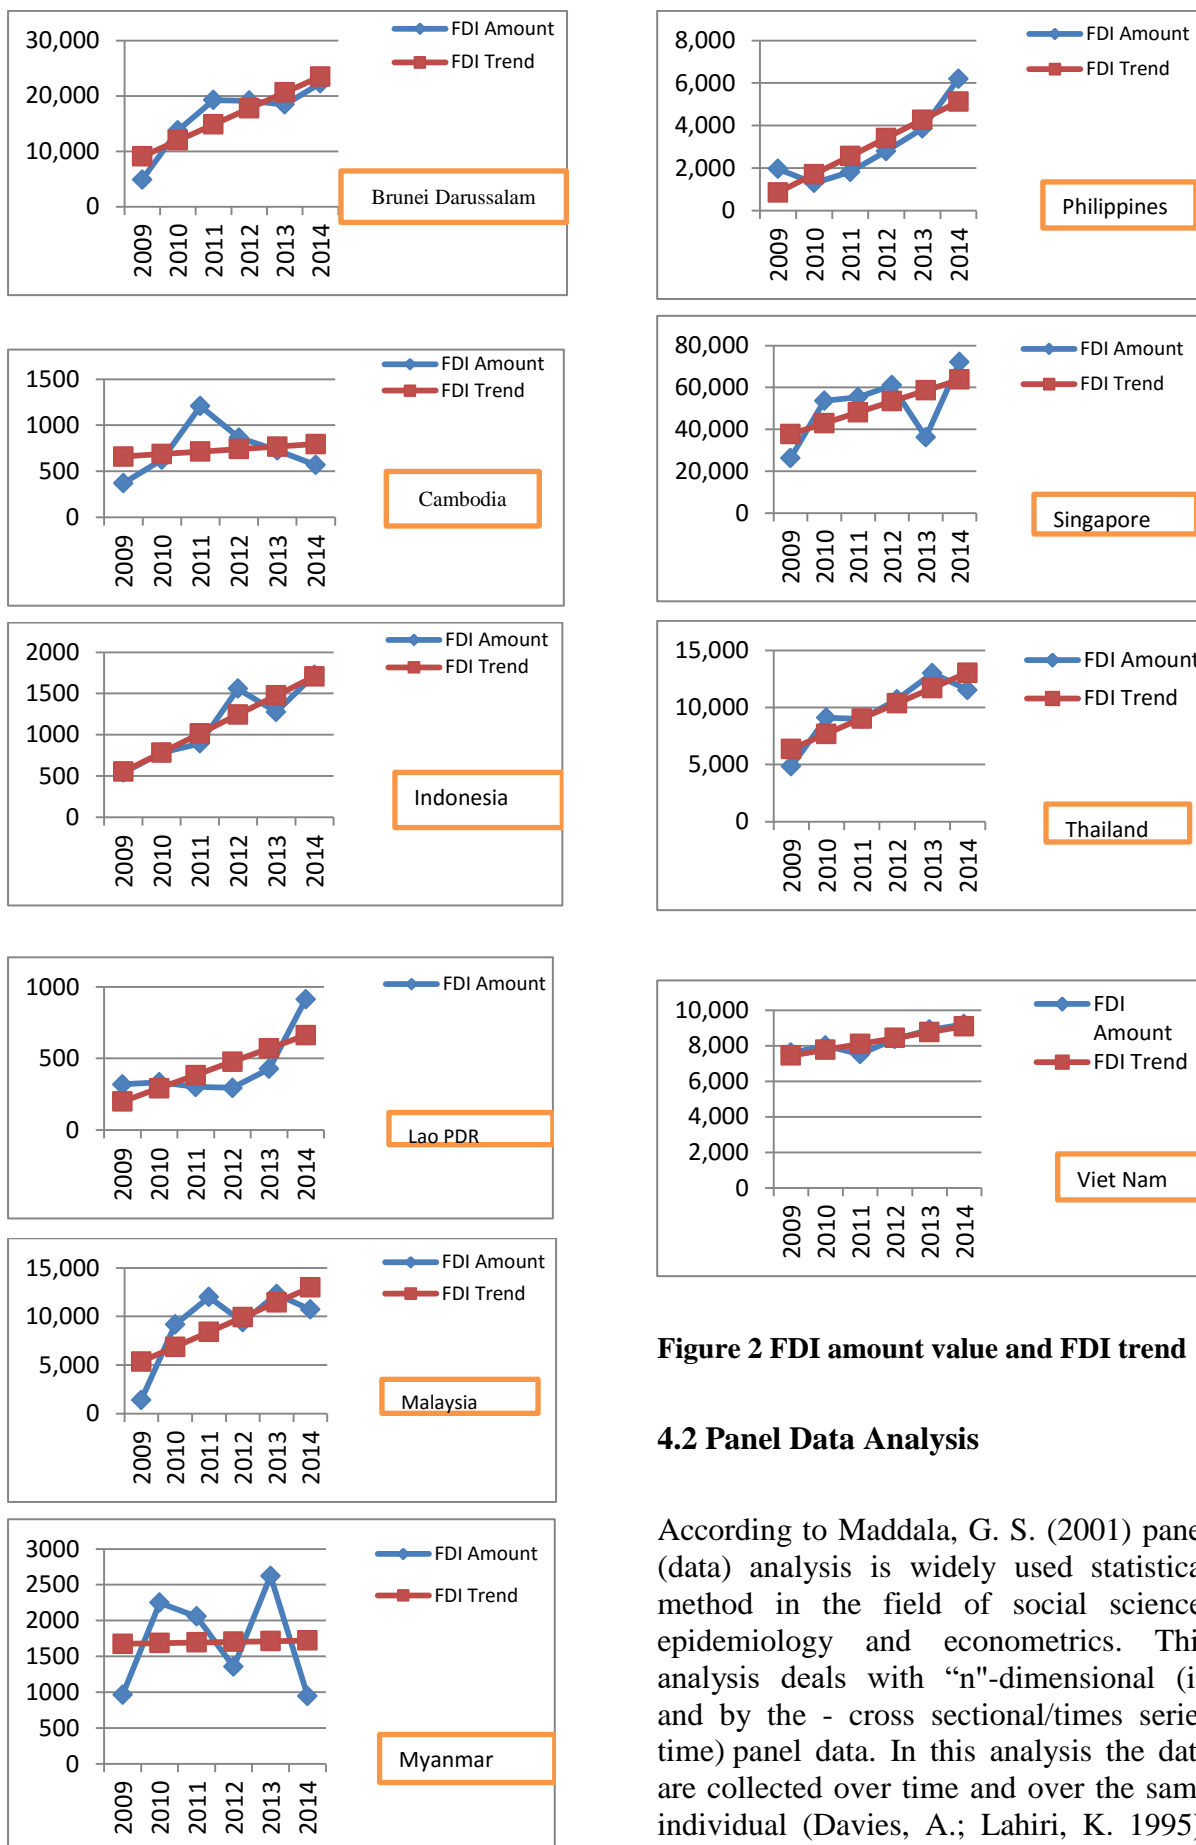 30,000
20,000
10,000
0
2009
2010
2011
2012
2013
2014
FDI Amount
FDI Trend
Brunei Darussalam
1500
1000
500
0
2009
2010
2011
2012
2013
2014
FDI Amount
FDI Trend
Cambodia
2000
1500
1000
500
0
2009
2010
2011
2012
2013
2014
FDI Amount
FDI Trend
Indonesia
1000
500
0
2009
2010
2011
2012
2013
2014
FDI Amount
Lao PDR
15,000
10,000
5,000
0
2009
2010
2011
2012
2013
2014
FDI Amount
FDI Trend
Malaysia
3000
2500
2000
1500
1000
500
0
2009
2010
2011
2012
2013
2014
FDI Amount
FDI Trend
Myanmar
8,000
6,000
4,000
2,000
0
2009
2010
2011
2012
2013
2014
FDI Amount
FDI Trend
Philippines
80,000
60,000
40,000
20,000
0
2009
2010
2011
2012
2013
2014
FDI Amount
FDI Trend
Singapore
15,000
10,000
5,000
0
2009
2010
2011
2012
2013
2014
FDI Amount
FDI Trend
Thailand
10,000
8,000
6,000
4,000
2,000
0
2009
2010
2011
2012
2013
2014
FDI
Amount
FDI Trend
Viet Nam
Figure 2 FDI amount value and FDI trend
4.2 Panel Data Analysis
According to Maddala, G. S. (2001) pane
(data) analysis is widely used statistica
method in the field of social science
epidemiology and econometrics. Thi
analysis deals with “n"-dimensional (i
and by the - cross sectional/times serie
time) panel data. In this analysis the dat
are collected over time and over the sam
individual (Davies, A.; Lahiri, K. 1995)